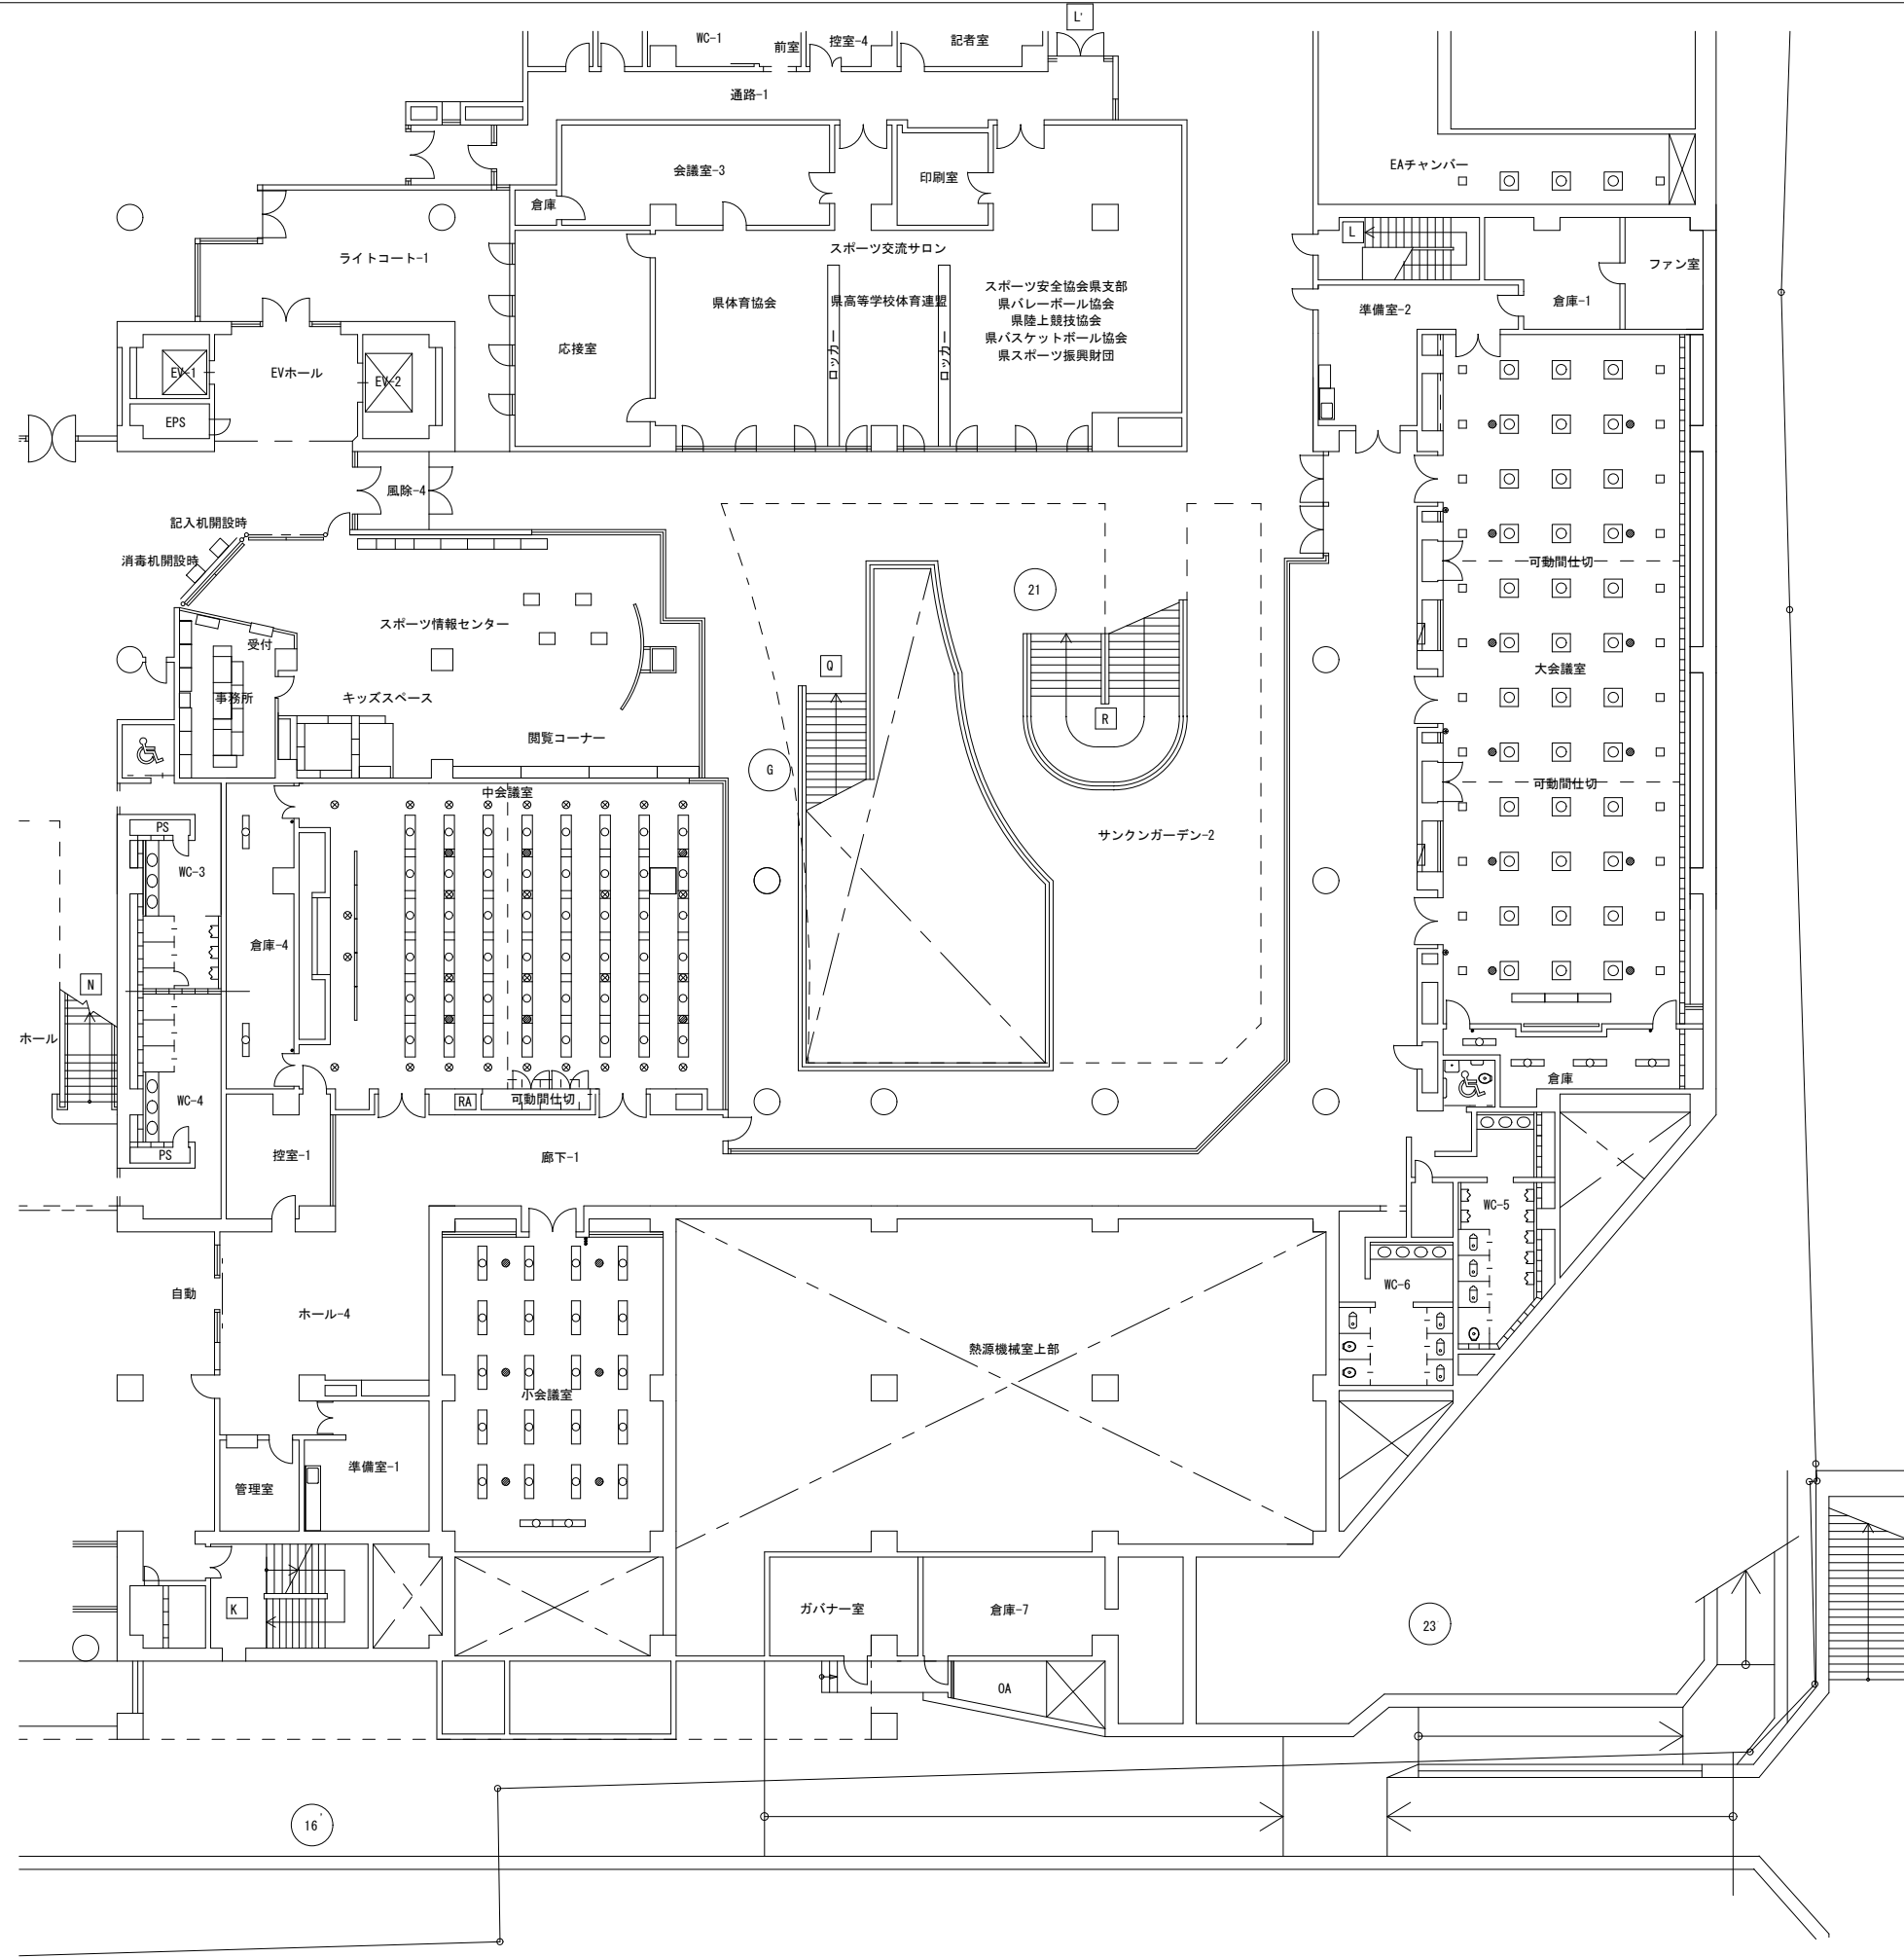 L'
WC-1
前室
控室-4
記者室
通路-1
EAチャンバー
会議室-3
印刷室
倉庫
L
ライトコート-1
スポーツ交流サロン
ファン室
県体育協会
県高等学校体育連盟
スポーツ安全協会県支部
県バレーボール協会
県陸上競技協会
県バスケットボール協会
県スポーツ振興財団
倉庫-1
準備室-2
応接室
ロッカー
ロッカー
EV-1
EVホール
EV-2
EPS
風除-4
記入机開設時
消毒机開設時
可動間仕切
21
スポーツ情報センター
受付
Q
大会議室
事務所
キッズスペース
R
閲覧コーナー
G
可動間仕切
中会議室
PS
サンクンガーデン-2
WC-3
倉庫-4
N
ホール
倉庫
WC-4
RA
可動間仕切
PS
控室-1
廊下-1
WC-5
自動
ホール-4
WC-6
熱源機械室上部
小会議室
管理室
準備室-1
K
ガバナー室
倉庫-7
23
OA
16'